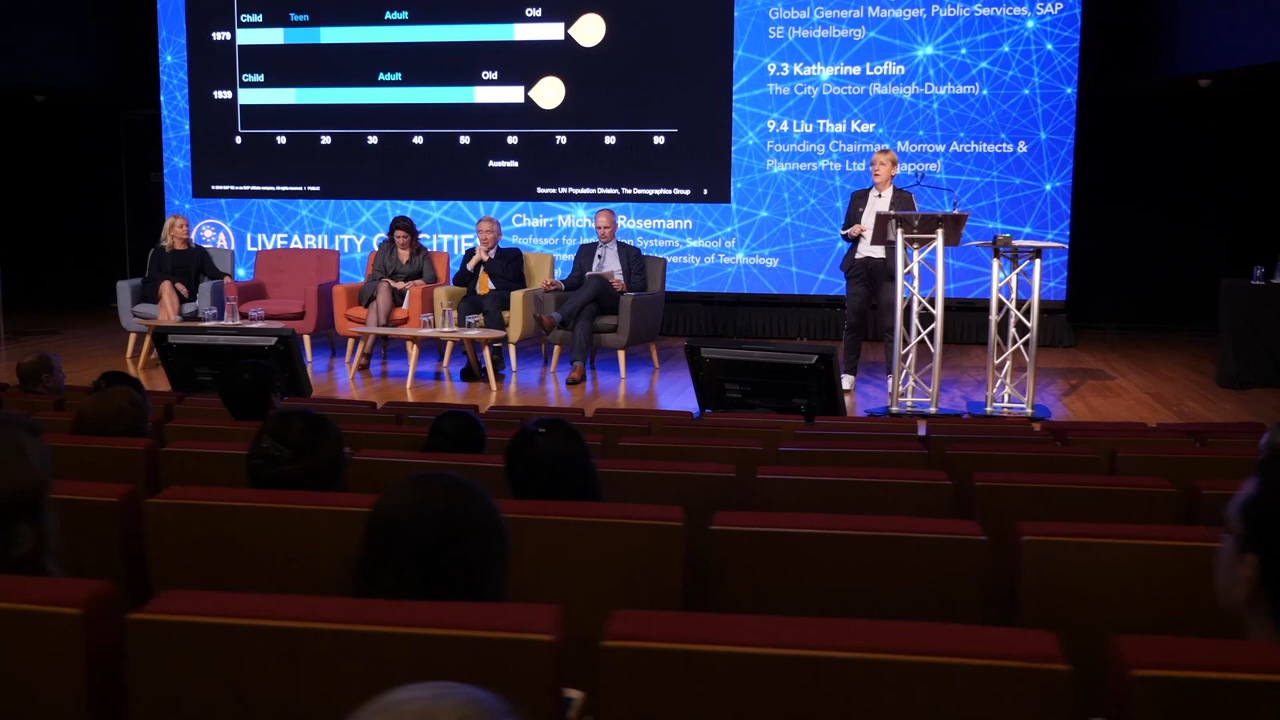 Child Teen Adult Old
1979
Child Adult Old
1939
0 10 20 30 40 50 60 70 80 90
Australia
Source: UN Population Division, The Demographics Group 3
Global General Manager, Public Services, SAP
SE (Heidelberg)
9.3 Katherine Loflin
The City Doctor (Raleigh-Durham)
9.4 Liu Thai Ker
Founding Chairman, Morrow Architects &
Planners Pte Ltd
Chair: Rosemann
Professor for Systems, School of
University of Technology
LIVEABILITY